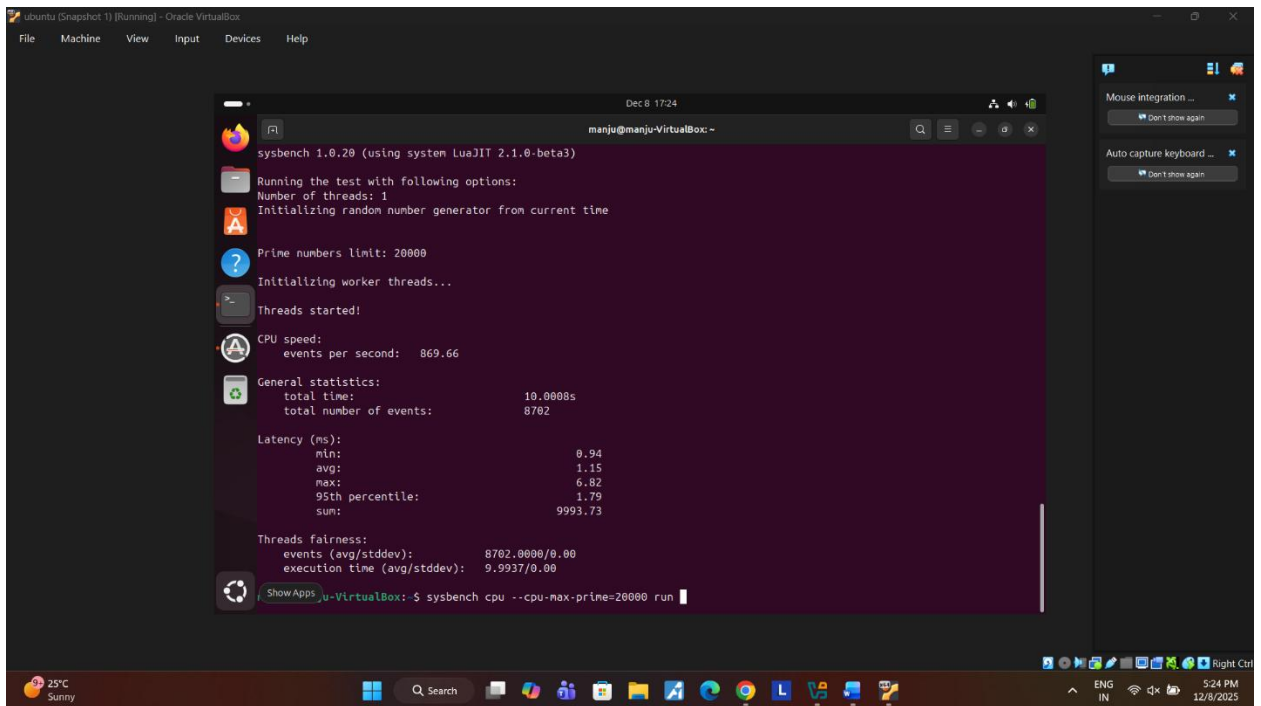 ubuntu (Snapshot 1) [Running] - Oracle VirtualBox
File Machine View Input Devices Help
Mouse integration ...
Don't show again
Auto capture keyboard ...
Don't show again
Dec 8 17:24
manju@manju-VirtualBox: ~
sysbench 1.0.20 (using system LuaJIT 2.1.0-beta3)
Running the test with following options:
Number of threads: 1
Initializing random number generator from current time
Prime numbers limit: 20000
Initializing worker threads...
Threads started!
CPU speed:
events per second: 869.66
General statistics:
total time: 10.0008s
total number of events: 8702
Latency (ms):
min: 0.94
avg: 1.15
max: 6.82
95th percentile: 1.79
sum: 9993.73
Threads fairness:
events (avg/stddev): 8702.0000/0.00
execution time (avg/stddev): 9.9937/0.00
Show Apps
u-VirtualBox:~$ sysbench cpu --cpu-max-prime=20000 run
Right Ctrl
9+
25°C
Sunny
Search
L
ENG
IN
5:24 PM
12/8/2025